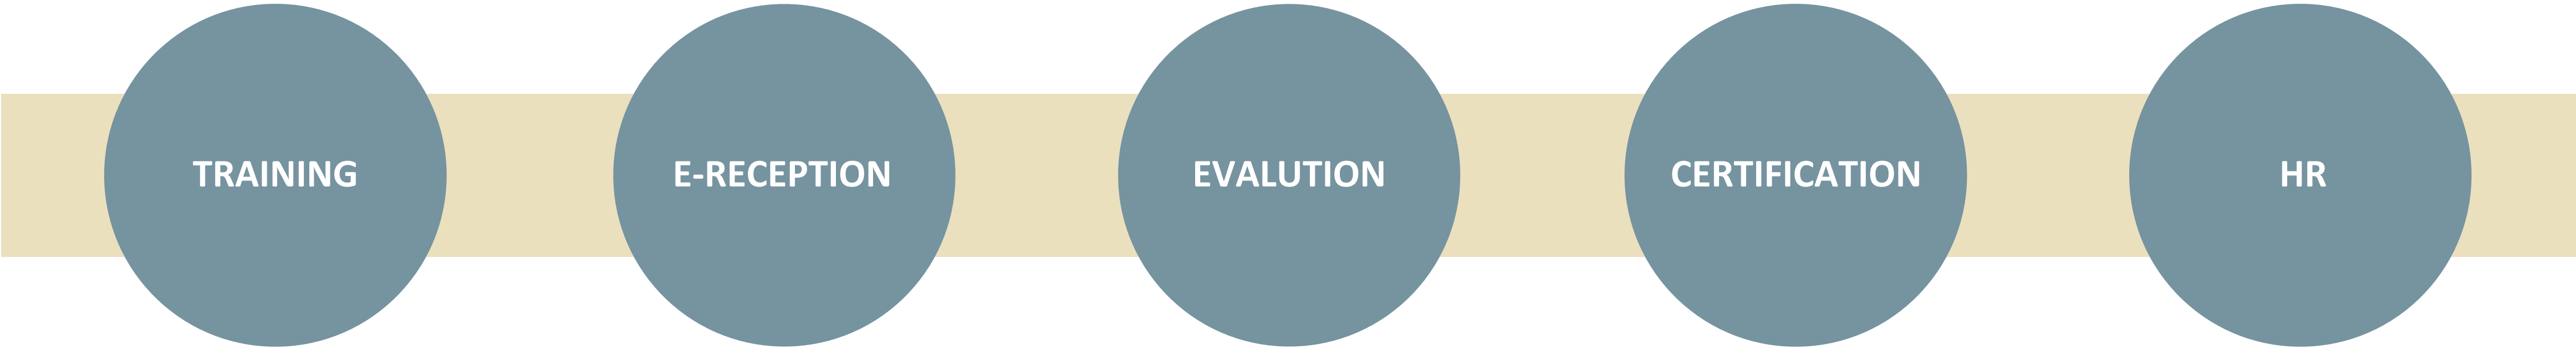 TRAINING
E-RECEPTION
EVALUTION
CERTIFICATION
HR